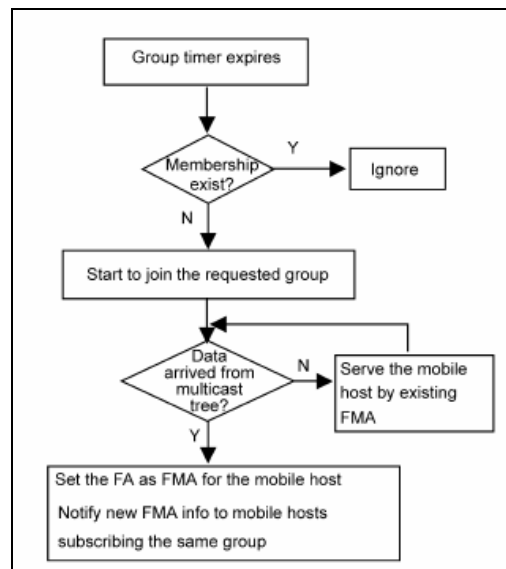 Group timer expires
Membership
exist?
Y
Ignore
N
Start to join the requested group
Data
arrived from
multicast
tree?
N
Serve the mobile
host by existing
FMA
Y
Set the FA as FMA for the mobile host
Notify new FMA info to mobile hosts
subscribing the same group